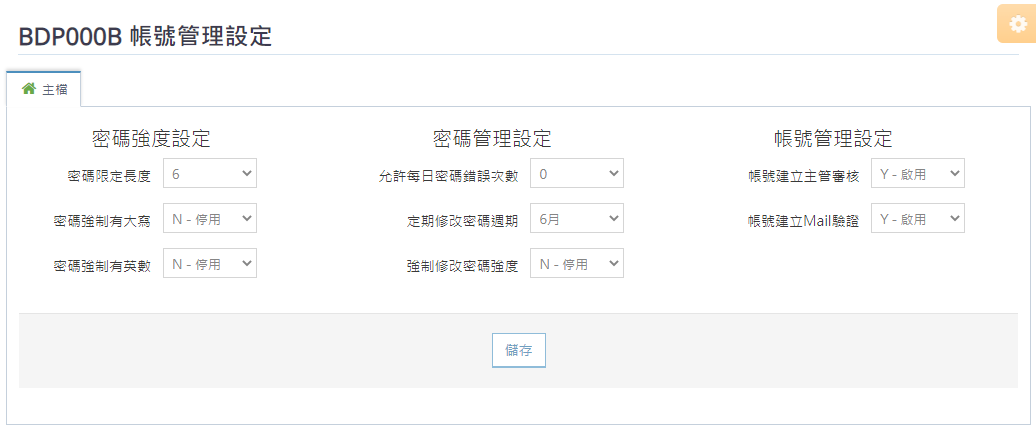 BDP000B 帳號管理設定
主檔
密碼強度設定
密碼限定長度 6
密碼強制有大寫 N - 停用
密碼強制有英數 N - 停用
密碼管理設定
允許每日密碼錯誤次數 0
定期修改密碼週期 6月
強制修改密碼強度 N - 停用
帳號管理設定
帳號建立主管審核 Y - 啟用
帳號建立Mail驗證 Y - 啟用
儲存